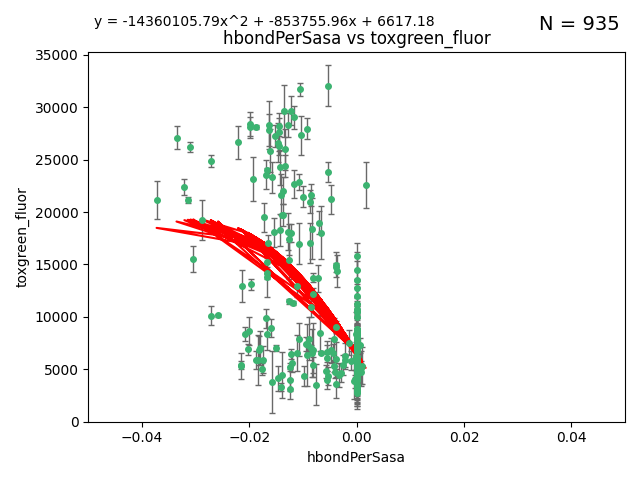 y = -14360105.79x^2 + -853755.96x + 6617.18
N = 935
hbondPerSasa vs toxgreen_fluor
35000
30000
25000
20000
15000
10000
5000
0
toxgreen_fluor
−0.04
−0.02
0.00
0.02
0.04
hbondPerSasa